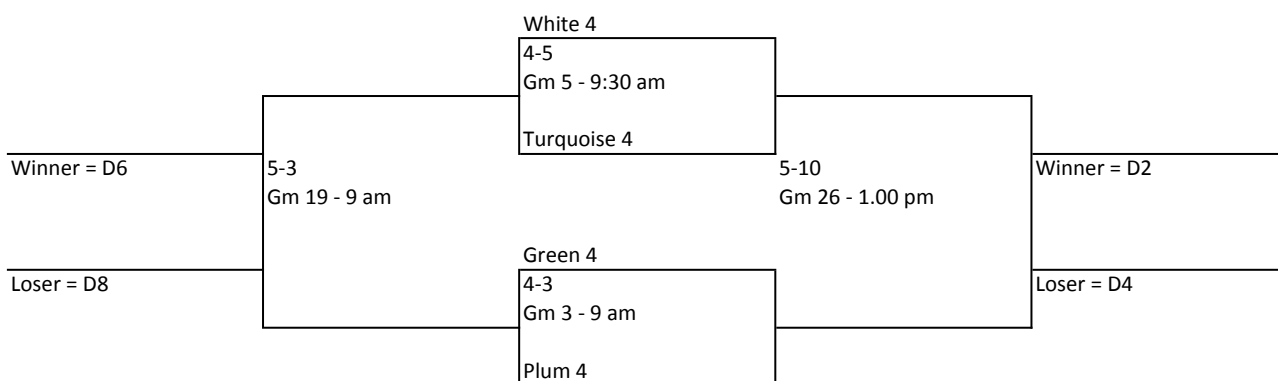 White 4
4-5
Gm 5 - 9:30 am
Turquoise 4
Winner = D6
5-3
5-10
Winner = D2
Gm 19 - 9 am
Gm 26 - 1.00 pm
Green 4
Loser = D8
4-3
Loser = D4
Gm 3 - 9 am
Plum 4